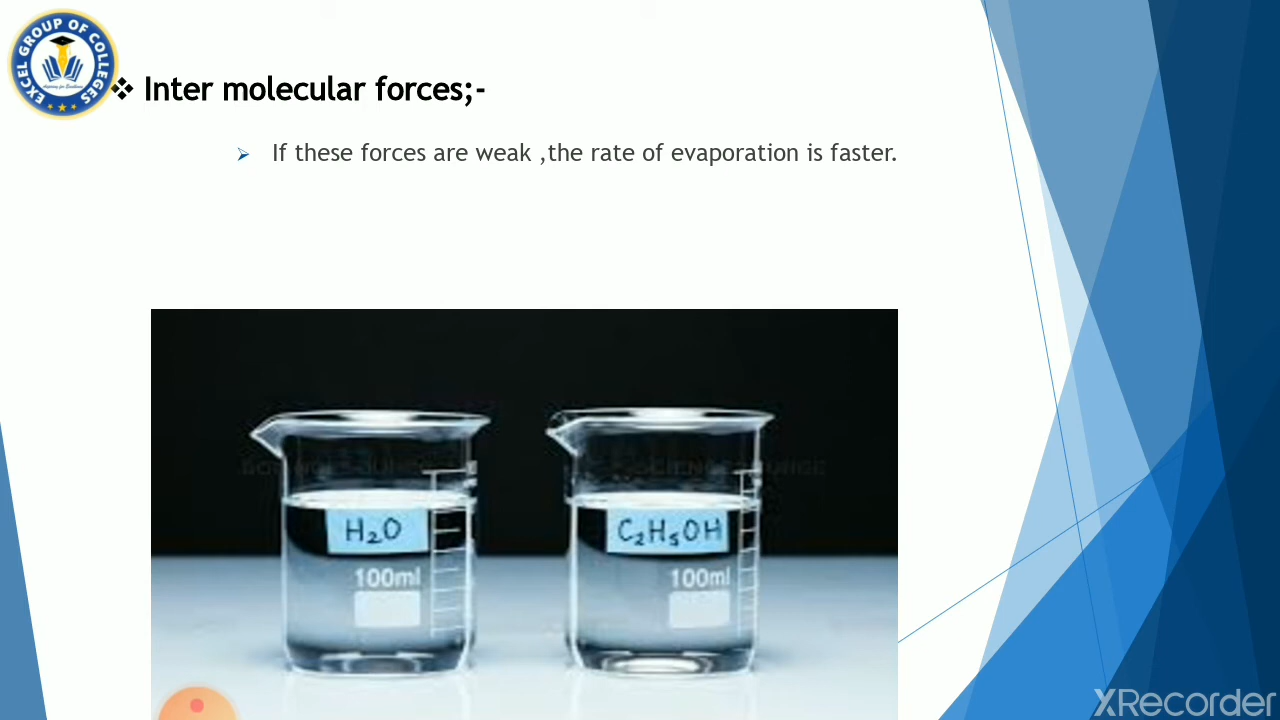 EXCEL GROUP OF COLLEGES
❖ Inter molecular forces;-
➢ If these forces are weak ,the rate of evaporation is faster.
H₂O
C₂H₅OH
100ml
100ml
XRecorder